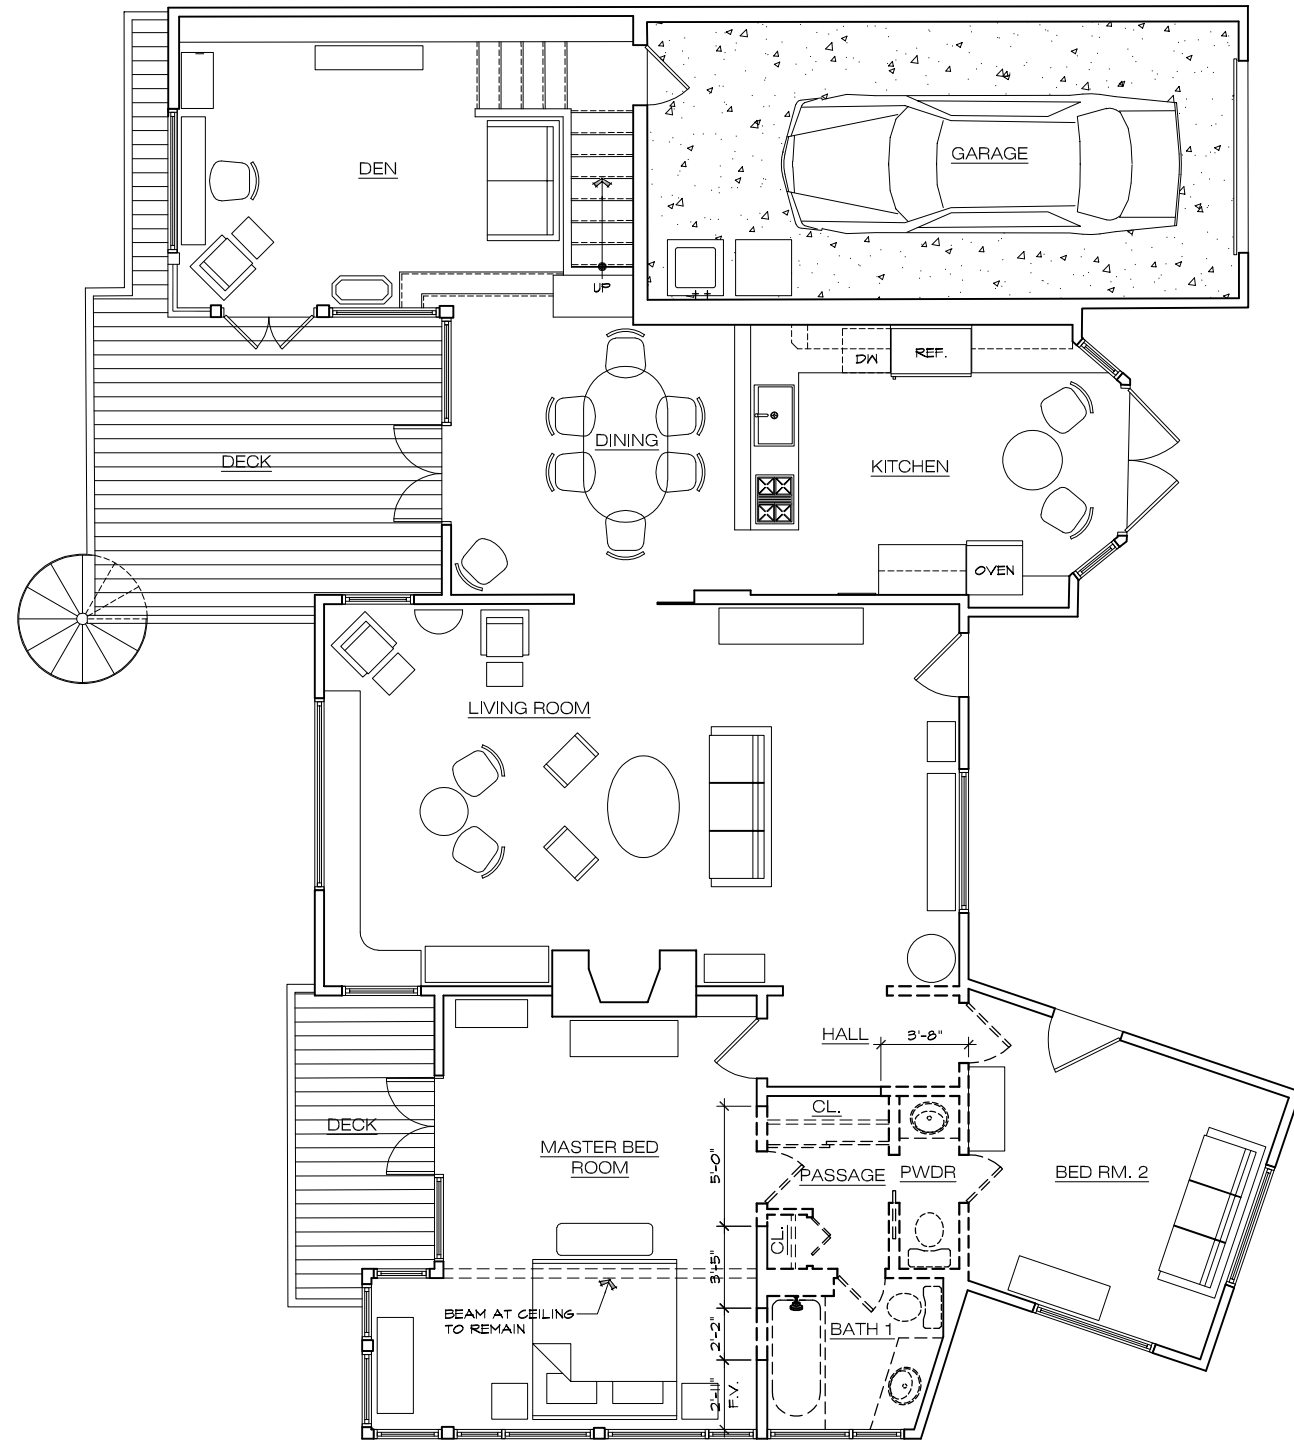 GARAGE
DEN
UP
DW
REF.
DINING
DECK
KITCHEN
OVEN
LIVING ROOM
HALL
3'-8"
CL.
DECK
MASTER BED
ROOM
5'-0"
PASSAGE
PWDR
BED RM. 2
CL.
3'-5"
BEAM AT CEILING
TO REMAIN
2'-2"
BATH 1
2'-11"
F.V.